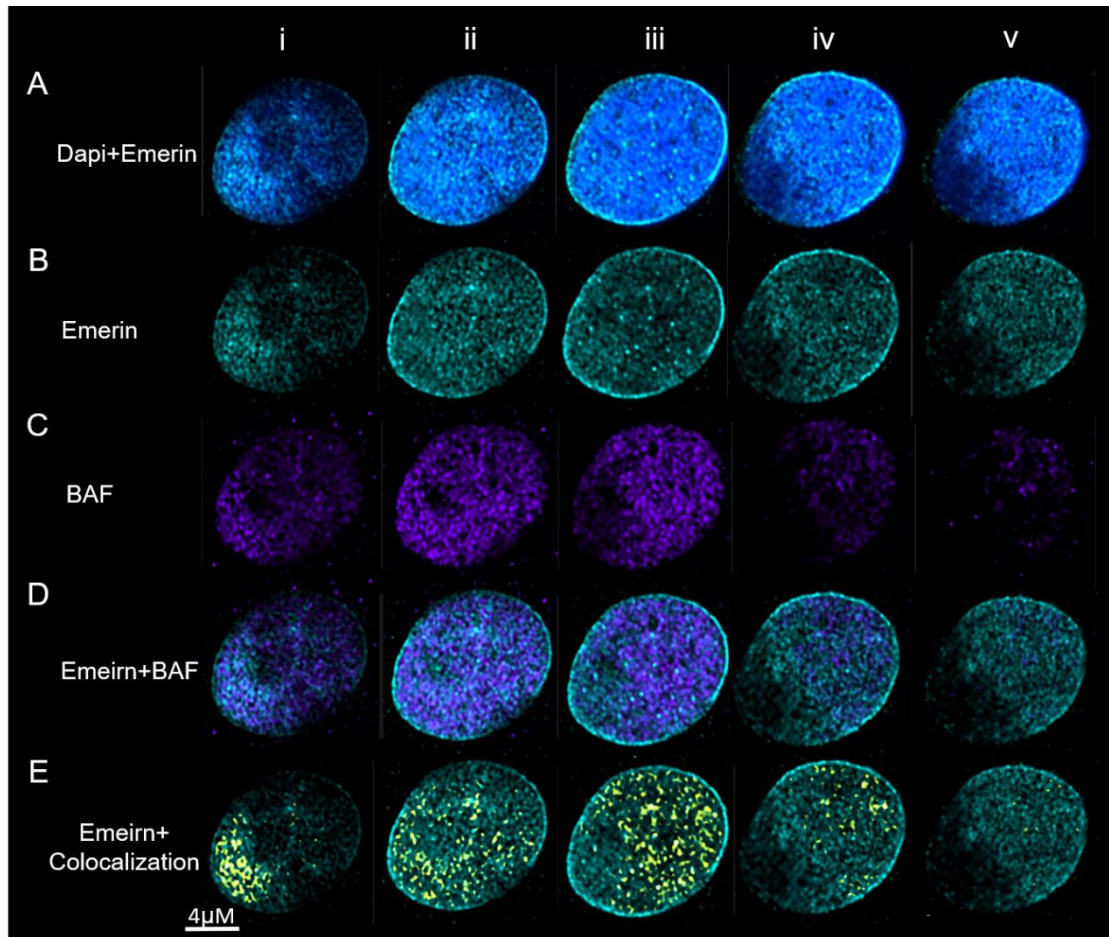 i ii iii iv v
A
Dapi+Emerin
B
Emerin
C
BAF
D
Emeirn+BAF
E
Emeirn+
Colocalization
4µM